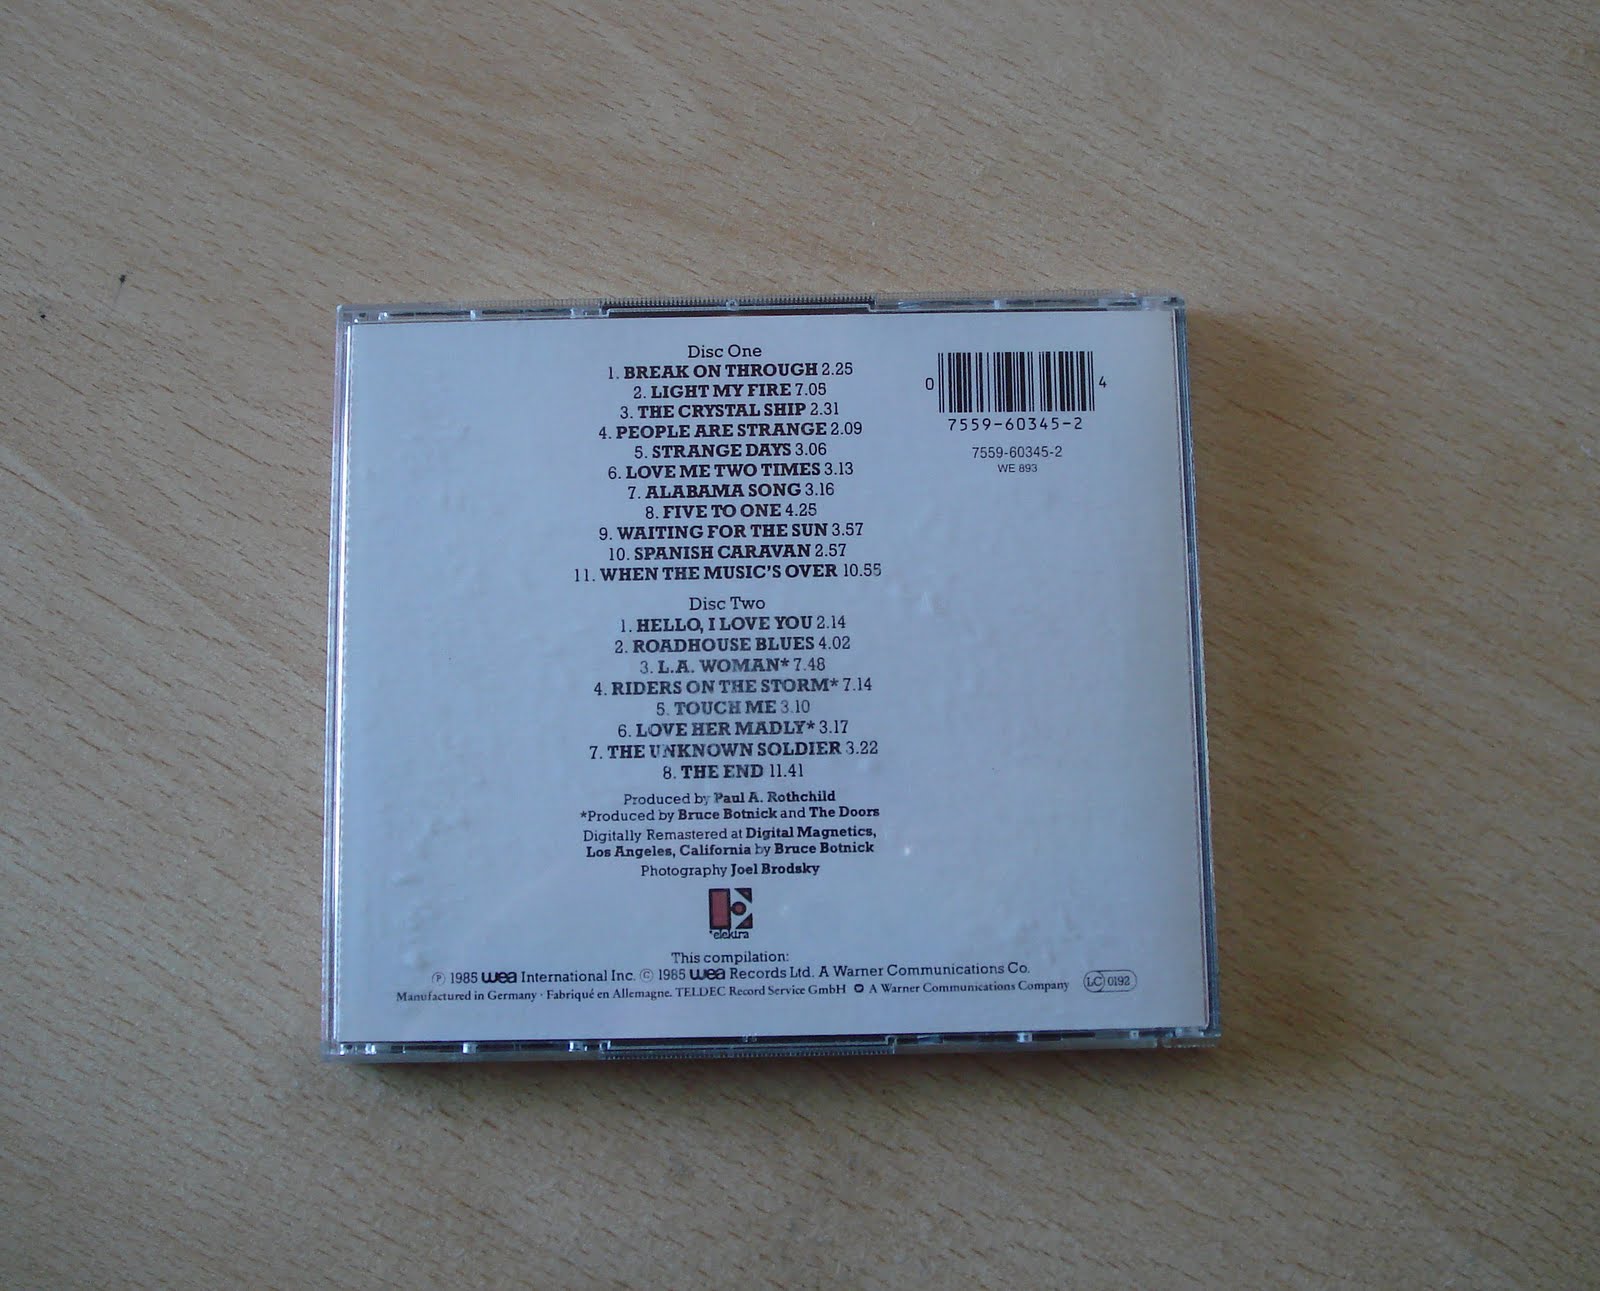 Disc One
1. BREAK ON THROUGH 2.25
2. LIGHT MY FIRE 7.05
3. THE CRYSTAL SHIP 2.31
4. PEOPLE ARE STRANGE 2.09
5. STRANGE DAYS 3.06
6. LOVE ME TWO TIMES 3.13
7. ALABAMA SONG 3.16
8. FIVE TO ONE 4.25
9. WAITING FOR THE SUN 3.57
10. SPANISH CARAVAN 2.57
11. WHEN THE MUSIC'S OVER 10.55
0 4
7559-60345-2
7559-60345-2
WE 893
Disc Two
1. HELLO, I LOVE YOU 2.14
2. ROADHOUSE BLUES 4.02
3. L.A. WOMAN* 7.48
4. RIDERS ON THE STORM* 7.14
5. TOUCH ME 3.10
6. LOVE HER MADLY* 3.17
7. THE UNKNOWN SOLDIER 3.22
8. THE END 11.41
Produced by Paul A. Rothchild
*Produced by Bruce Botnick and The Doors
Digitally Remastered at Digital Magnetics,
Los Angeles, California by Bruce Botnick
Photography Joel Brodsky
elektra
This compilation:
℗ 1985 wea International Inc. © 1985 wea Records Ltd. A Warner Communications Co.
Manufactured in Germany · Fabriqué en Allemagne. TELDEC Record Service GmbH A Warner Communications Company
LC 0192